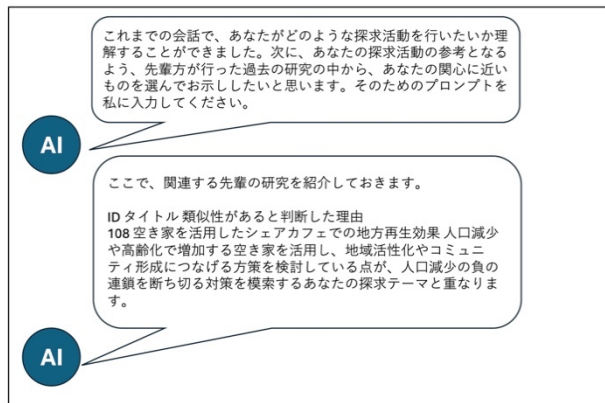 これまでの会話で、あなたがどのような探求活動を行いたいか理
解することができました。次に、あなたの探求活動の参考となる
よう、先輩方が行った過去の研究の中から、あなたの関心に近い
ものを選んでお示ししたいと思います。そのためのプロンプトを
私に入力してください。
AI
ここで、関連する先輩の研究を紹介しておきます。
ID タイトル 類似性があると判断した理由
108 空き家を活用したシェアカフェでの地方再生効果 人口減少
や高齢化で増加する空き家を活用し、地域活性化やコミュニ
ティ形成につなげる方策を検討している点が、人口減少の負の
連鎖を断ち切る対策を模索するあなたの探求テーマと重なりま
す。
AI